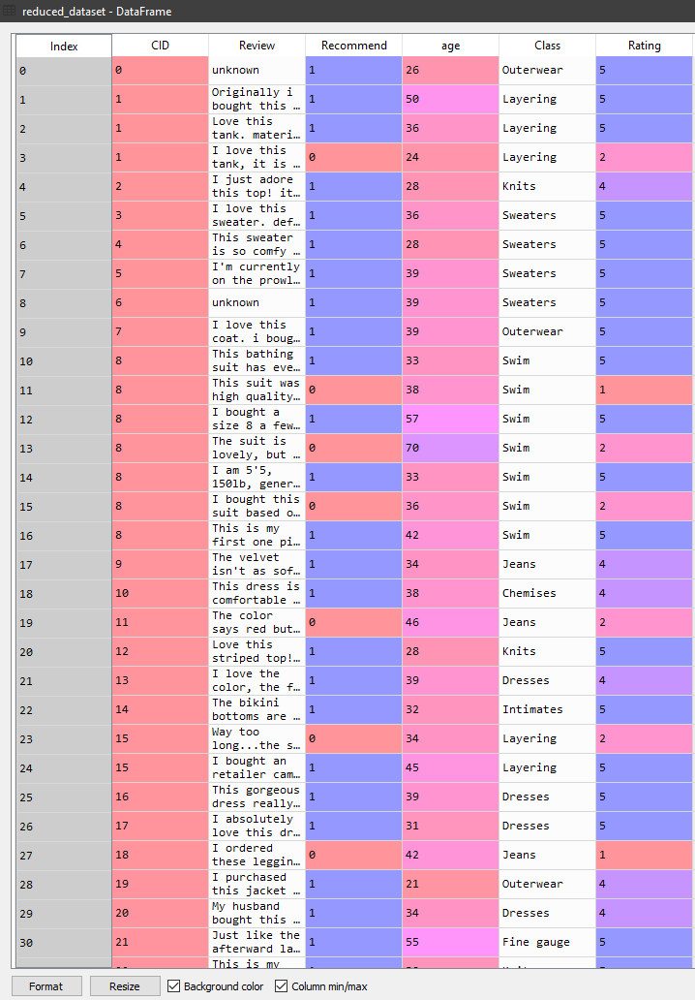 reduced_dataset - DataFrame
Index CID Review Recommend age Class Rating
0 0 unknown 1 26 Outerwear 5
1 1 Originally i bought this … 1 50 Layering 5
2 1 Love this tank. materi… 1 36 Layering 5
3 1 I love this tank, it is … 0 24 Layering 2
4 2 I just adore this top! it… 1 28 Knits 4
5 3 I love this sweater. def… 1 36 Sweaters 5
6 4 This sweater is so comfy … 1 28 Sweaters 5
7 5 I'm currently on the prowl… 1 39 Sweaters 5
8 6 unknown 1 39 Sweaters 5
9 7 I love this coat. i boug… 1 39 Outerwear 5
10 8 This bathing suit has eve… 1 33 Swim 5
11 8 This suit was high quality… 0 38 Swim 1
12 8 I bought a size 8 a few… 1 57 Swim 5
13 8 The suit is lovely, but … 0 70 Swim 2
14 8 I am 5'5, 150lb, gener… 1 33 Swim 5
15 8 I bought this suit based o… 0 36 Swim 2
16 8 This is my first one pi… 1 42 Swim 5
17 9 The velvet isn't as sof… 1 34 Jeans 4
18 10 This dress is comfortable … 1 38 Chemises 4
19 11 The color says red but… 0 46 Jeans 2
20 12 Love this striped top!… 1 28 Knits 5
21 13 I love the color, the f… 1 39 Dresses 4
22 14 The bikini bottoms are … 1 32 Intimates 5
23 15 Way too long...the s… 0 34 Layering 2
24 15 I bought an retailer cam… 1 45 Layering 5
25 16 This gorgeous dress really… 1 39 Dresses 5
26 17 I absolutely love this dr… 1 31 Dresses 5
27 18 I ordered these leggin… 0 42 Jeans 1
28 19 I purchased this jacket … 1 21 Outerwear 4
29 20 My husband bought this … 1 34 Dresses 4
30 21 Just like the afterward la… 1 55 Fine gauge 5
This is my
Format Resize Background color Column min/max